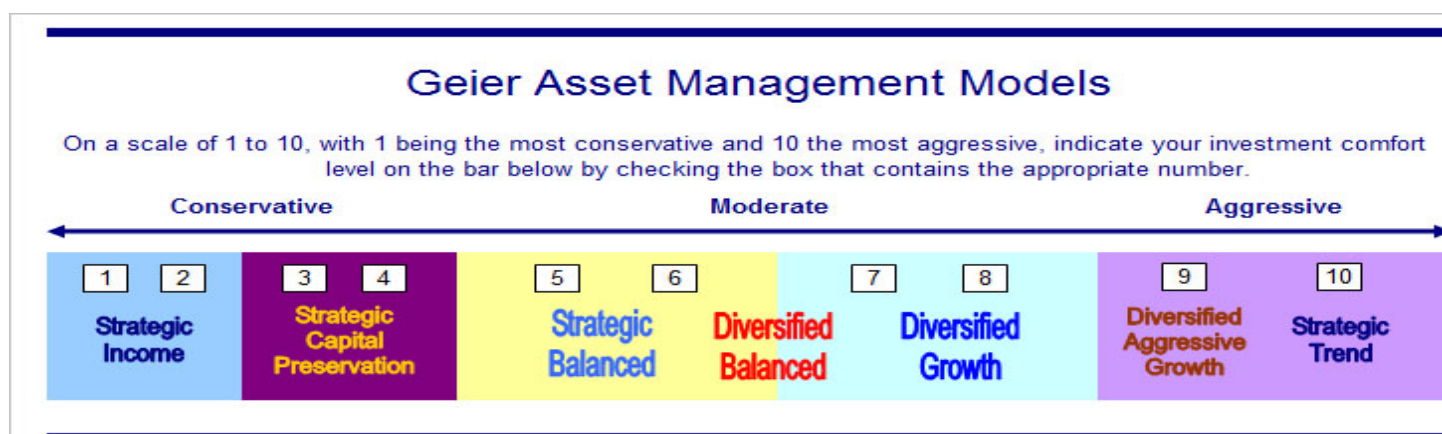 Geier Asset Management Models
On a scale of 1 to 10, with 1 being the most conservative and 10 the most aggressive, indicate your investment comfort
level on the bar below by checking the box that contains the appropriate number.
Conservative Moderate Aggressive
1 2 3 4 5 6 7 8 9 10
Strategic
Income
Strategic
Capital
Preservation
Strategic
Balanced
Diversified
Balanced
Diversified
Growth
Diversified
Aggressive
Growth
Strategic
Trend